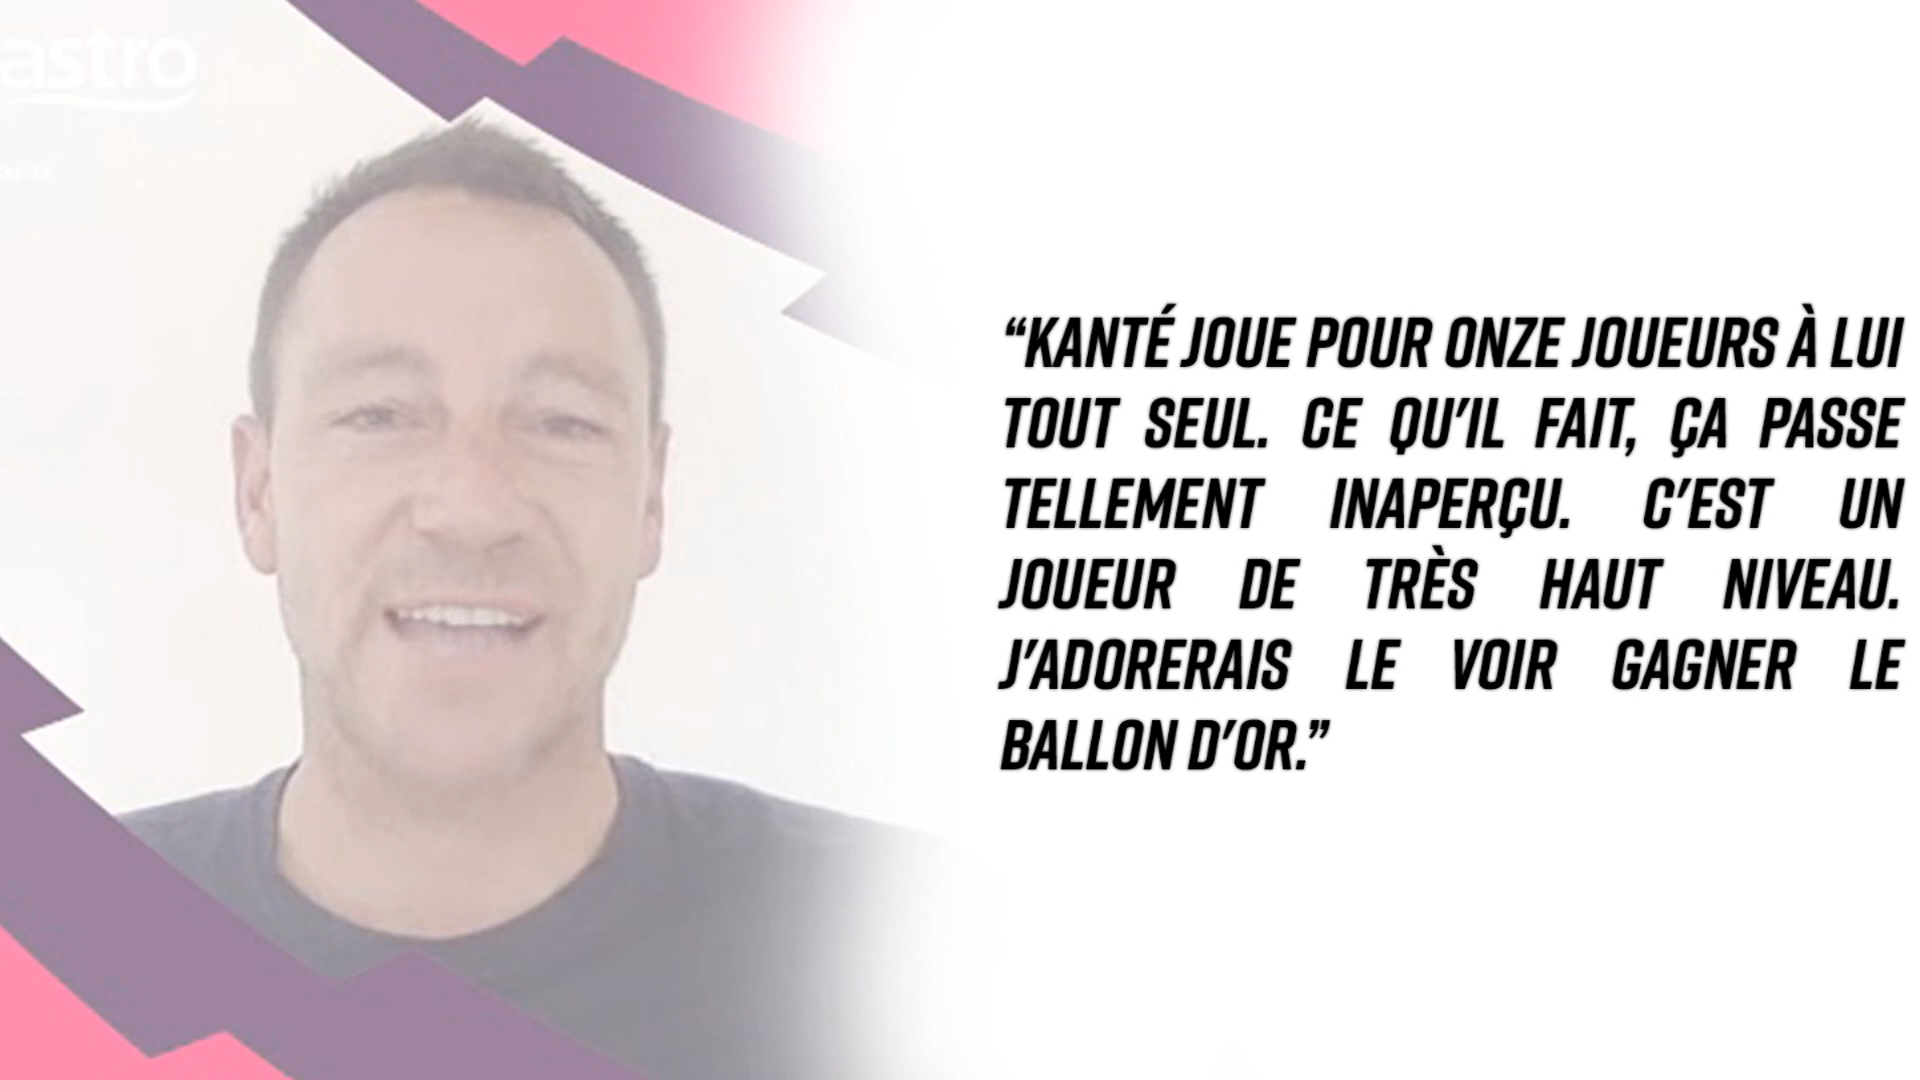 astro
“KANTÉ JOUE POUR ONZE JOUEURS À LUI
TOUT SEUL. CE QU'IL FAIT, ÇA PASSE
TELLEMENT INAPERÇU. C'EST UN
JOUEUR DE TRÈS HAUT NIVEAU.
J'ADORERAIS LE VOIR GAGNER LE
BALLON D'OR.”